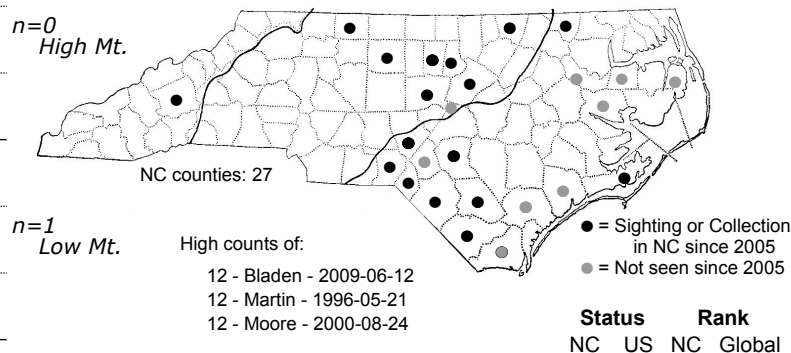 n=0
High Mt.
NC counties: 27
n=1
Low Mt.
High counts of:
12 - Bladen - 2009-06-12
12 - Martin - 1996-05-21
12 - Moore - 2000-08-24
= Sighting or Collection
in NC since 2005
= Not seen since 2005
Status Rank
NC US NC Global